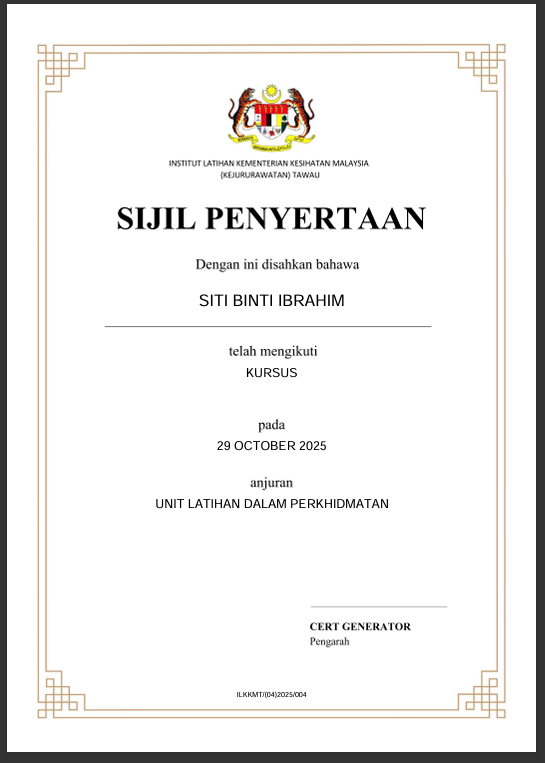 INSTITUT LATIHAN KEMENTERIAN KESIHATAN MALAYSIA
(KEJURURAWATAN) TAWAU
SIJIL PENYERTAAN
Dengan ini disahkan bahawa
SITI BINTI IBRAHIM
telah mengikuti
KURSUS
pada
29 OCTOBER 2025
anjuran
UNIT LATIHAN DALAM PERKHIDMATAN
CERT GENERATOR
Pengarah
ILKKMT/(04)2025/004